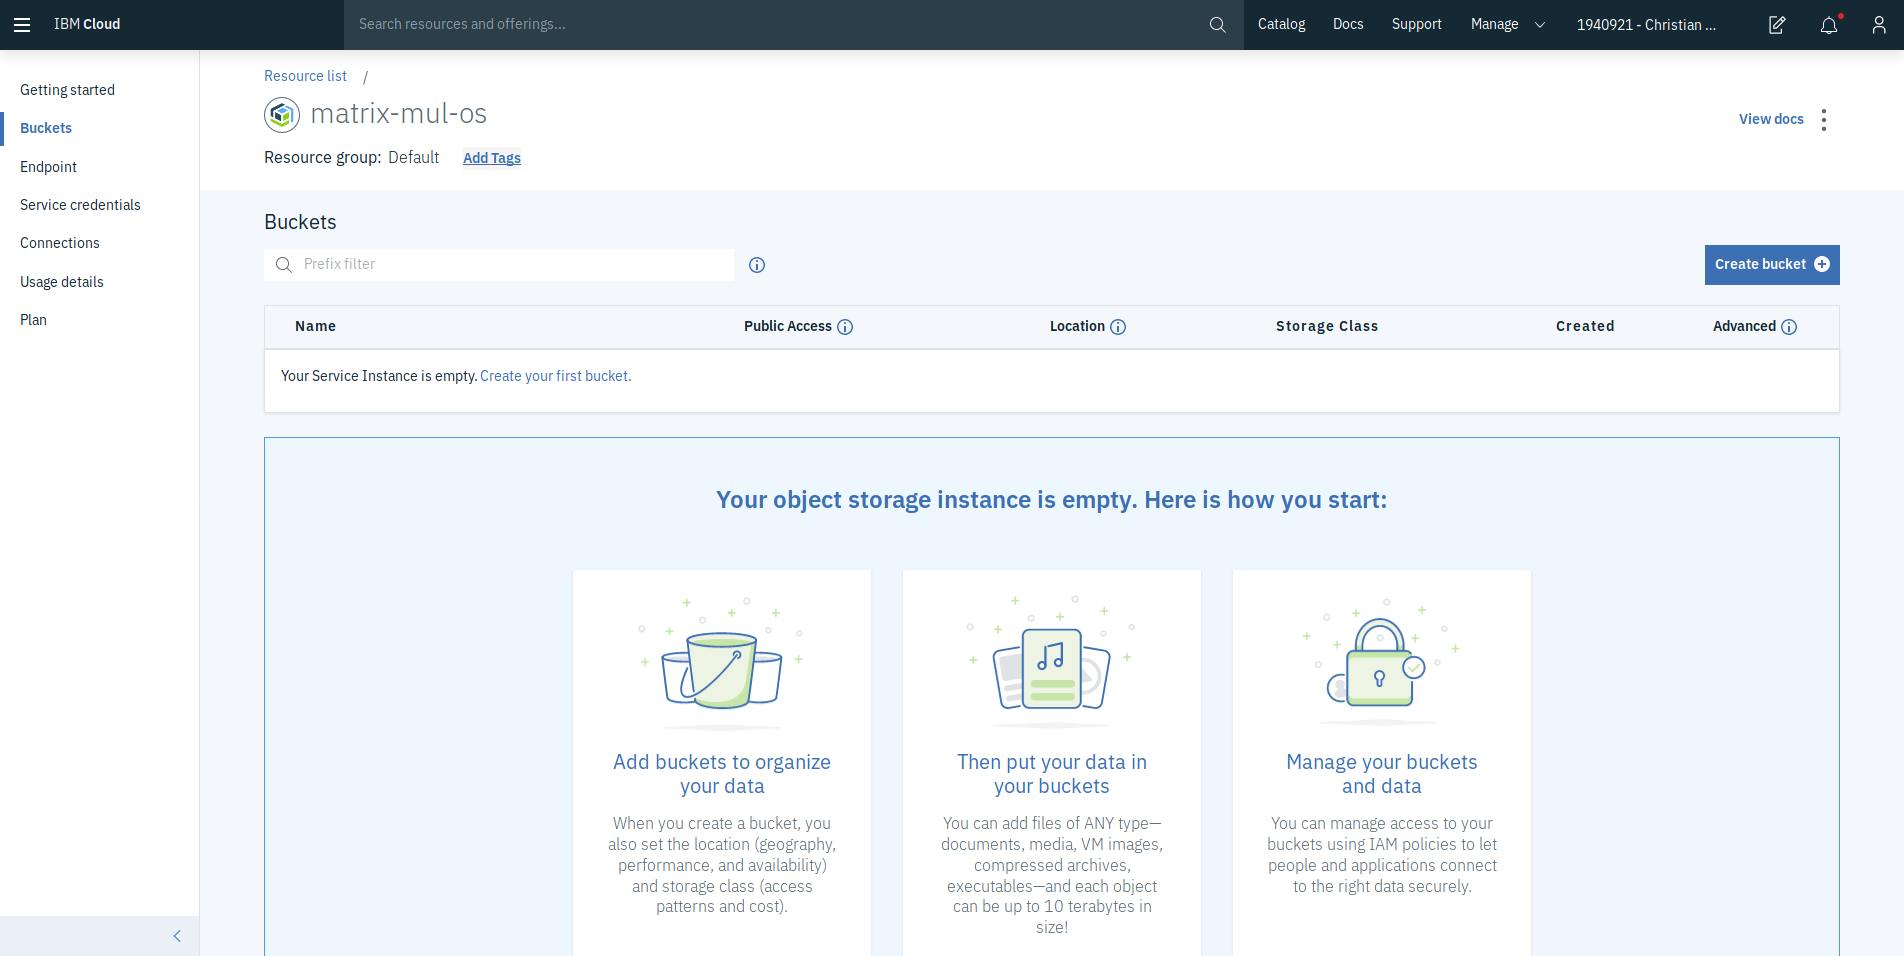 IBM Cloud
Search resources and offerings...
Catalog
Docs
Support
Manage
1940921 - Christian ...
Getting started
Buckets
Endpoint
Service credentials
Connections
Usage details
Plan
Resource list /
matrix-mul-os
Resource group: Default Add Tags
View docs
Buckets
Prefix filter
Create bucket
Name Public Access Location Storage Class Created Advanced
Your Service Instance is empty. Create your first bucket.
Your object storage instance is empty. Here is how you start:
Add buckets to organize
your data
When you create a bucket, you
also set the location (geography,
performance, and availability)
and storage class (access
patterns and cost).
Then put your data in
your buckets
You can add files of ANY type—
documents, media, VM images,
compressed archives,
executables—and each object
can be up to 10 terabytes in
size!
Manage your buckets
and data
You can manage access to your
buckets using IAM policies to let
people and applications connect
to the right data securely.